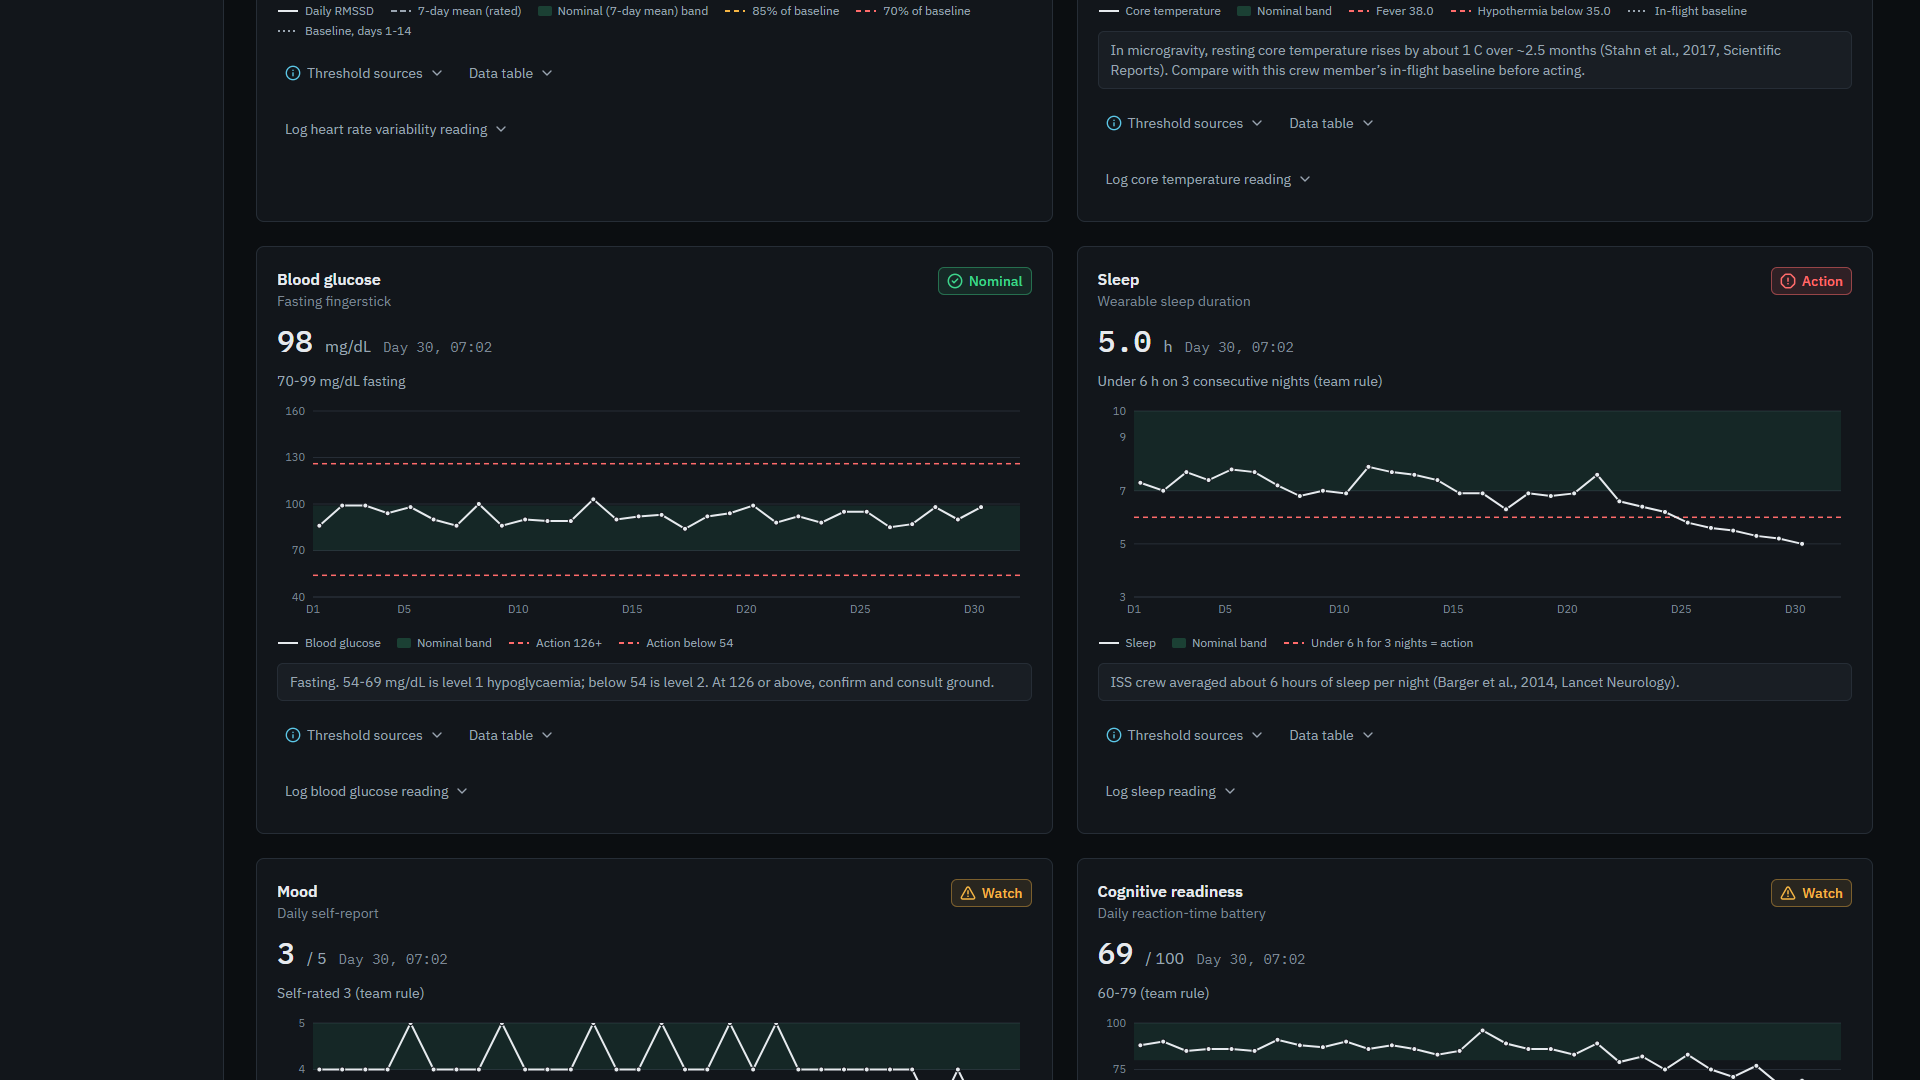 Daily RMSSD 7-day mean (rated) Nominal (7-day mean) band 85% of baseline 70% of baseline
Baseline, days 1-14
Threshold sources Data table
Log heart rate variability reading
Core temperature Nominal band Fever 38.0 Hypothermia below 35.0 In-flight baseline
In microgravity, resting core temperature rises by about 1 C over ~2.5 months (Stahn et al., 2017, Scientific
Reports). Compare with this crew member’s in-flight baseline before acting.
Threshold sources Data table
Log core temperature reading
Blood glucose
Nominal
Fasting fingerstick
98 mg/dL Day 30, 07:02
70-99 mg/dL fasting
160
130
100
70
40
D1 D5 D10 D15 D20 D25 D30
Blood glucose Nominal band Action 126+ Action below 54
Fasting. 54-69 mg/dL is level 1 hypoglycaemia; below 54 is level 2. At 126 or above, confirm and consult ground.
Threshold sources Data table
Log blood glucose reading
Sleep
Action
Wearable sleep duration
5.0 h Day 30, 07:02
Under 6 h on 3 consecutive nights (team rule)
10
9
7
5
3
D1 D5 D10 D15 D20 D25 D30
Sleep Nominal band Under 6 h for 3 nights = action
ISS crew averaged about 6 hours of sleep per night (Barger et al., 2014, Lancet Neurology).
Threshold sources Data table
Log sleep reading
Mood
Watch
Daily self-report
3 / 5 Day 30, 07:02
Self-rated 3 (team rule)
5
4
Cognitive readiness
Watch
Daily reaction-time battery
69 / 100 Day 30, 07:02
60-79 (team rule)
100
75